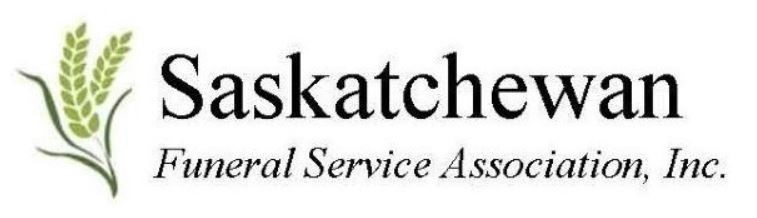 Saskatchewan
Funeral Service Association, Inc.